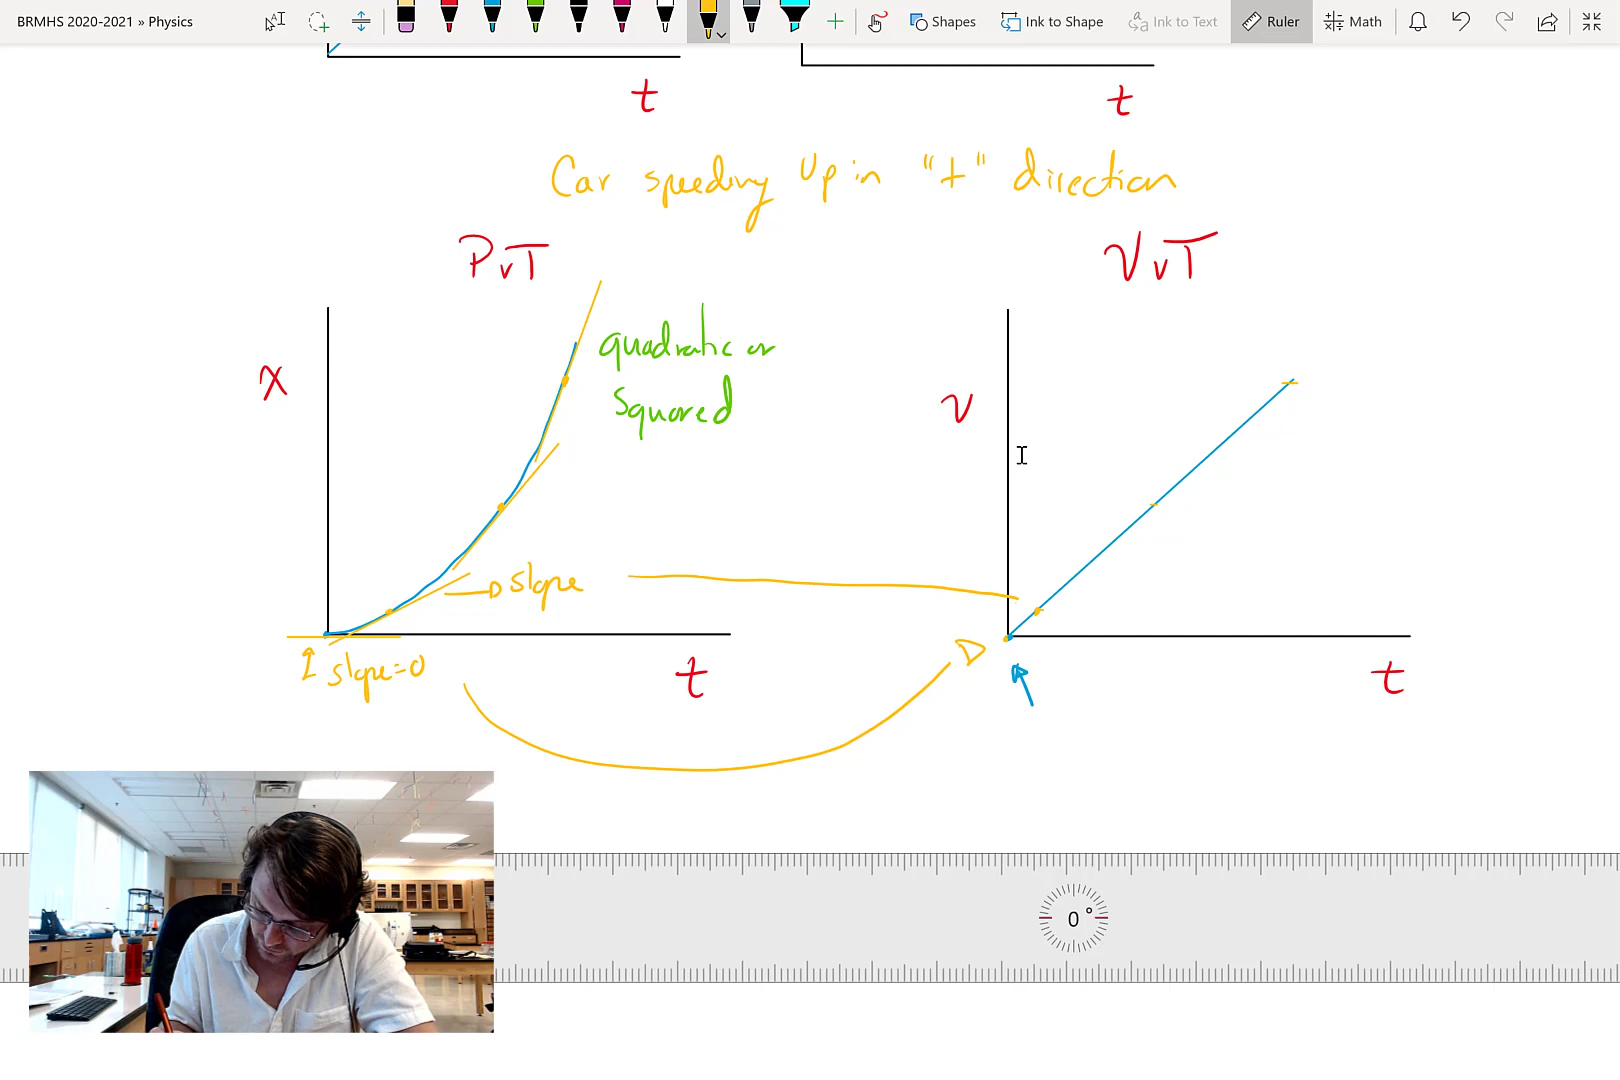 BRMHS 2020-2021 » Physics
Shapes
Ink to Shape
Ink to Text
Ruler
Math
t
t
Car speeding up in "+" direction
PvT
VvT
x
quadratic or
squared
v
slope
slope=0
t
t
0°